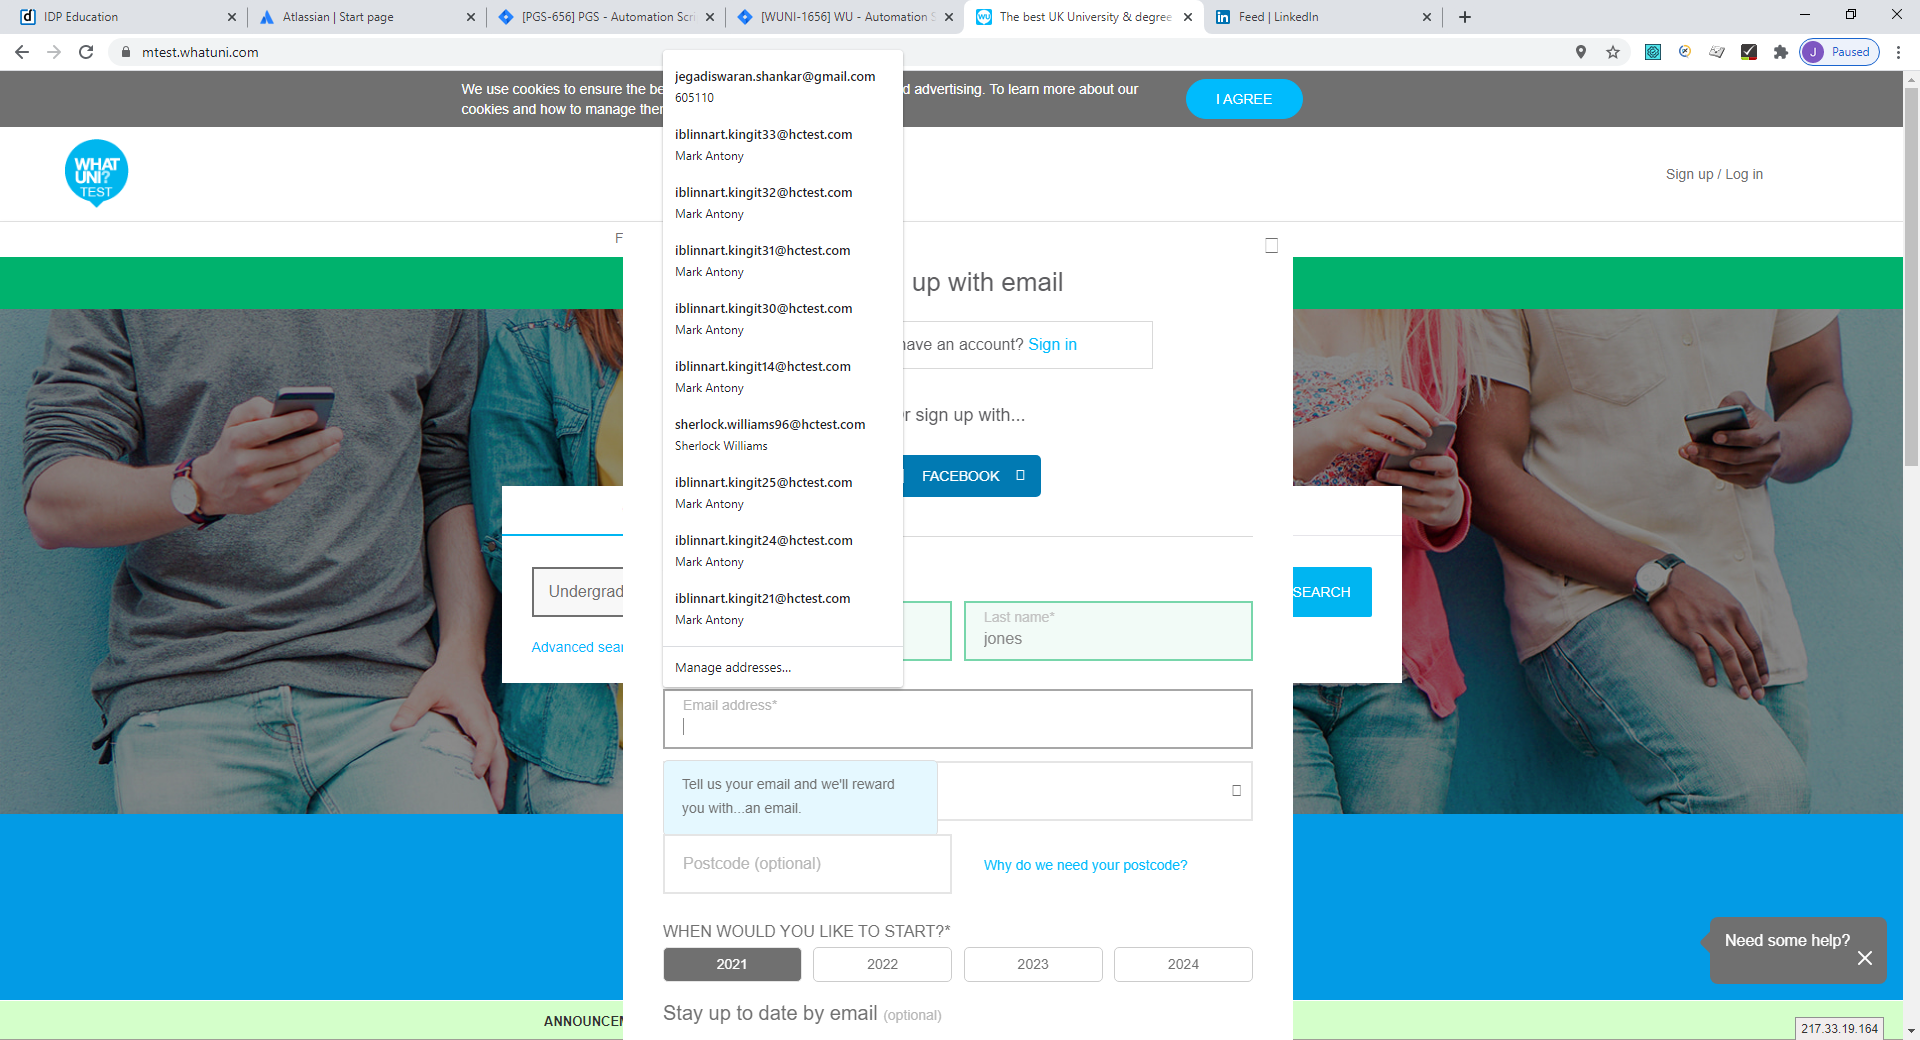 IDP Education
Atlassian | Start page
[PGS-656] PGS - Automation Scri
[WUNI-1656] WU - Automation S
The best UK University & degree
Feed | LinkedIn
mtest.whatuni.com
J Paused
We use cookies to ensure the be
d advertising. To learn more about our
cookies and how to manage ther
I AGREE
WHAT
UNI?
TEST
Sign up / Log in
jegadiswaran.shankar@gmail.com
605110
iblinnart.kingit33@hctest.com
Mark Antony
iblinnart.kingit32@hctest.com
Mark Antony
iblinnart.kingit31@hctest.com
Mark Antony
iblinnart.kingit30@hctest.com
Mark Antony
iblinnart.kingit14@hctest.com
Mark Antony
sherlock.williams96@hctest.com
Sherlock Williams
iblinnart.kingit25@hctest.com
Mark Antony
iblinnart.kingit24@hctest.com
Mark Antony
iblinnart.kingit21@hctest.com
Mark Antony
Manage addresses...
F
up with email
have an account? Sign in
r sign up with...
FACEBOOK
Undergrad
SEARCH
Advanced sear
Last name*
jones
Email address*
Tell us your email and we'll reward
you with...an email.
Postcode (optional)
Why do we need your postcode?
WHEN WOULD YOU LIKE TO START?*
2021
2022
2023
2024
Stay up to date by email (optional)
Need some help?
ANNOUNCEM
217.33.19.164